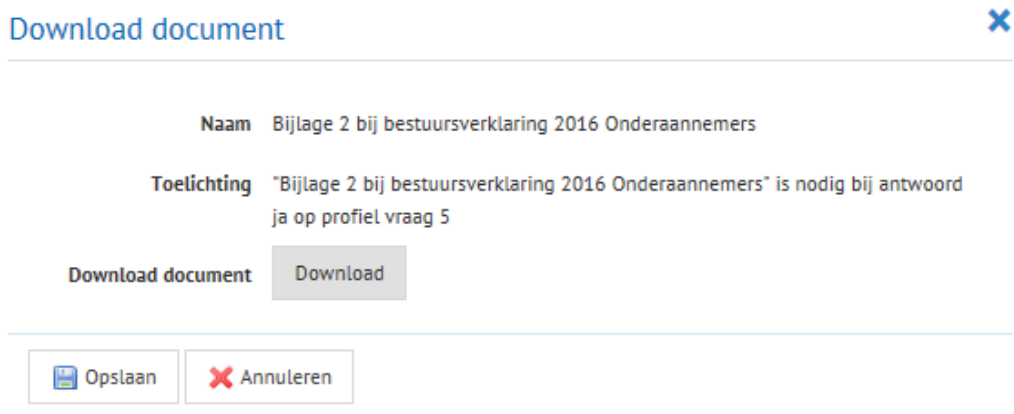 Download document
Naam Bijlage 2 bij bestuursverklaring 2016 Onderaannemers
Toelichting "Bijlage 2 bij bestuursverklaring 2016 Onderaannemers" is nodig bij antwoord
ja op profiel vraag 5
Download document Download
Opslaan Annuleren